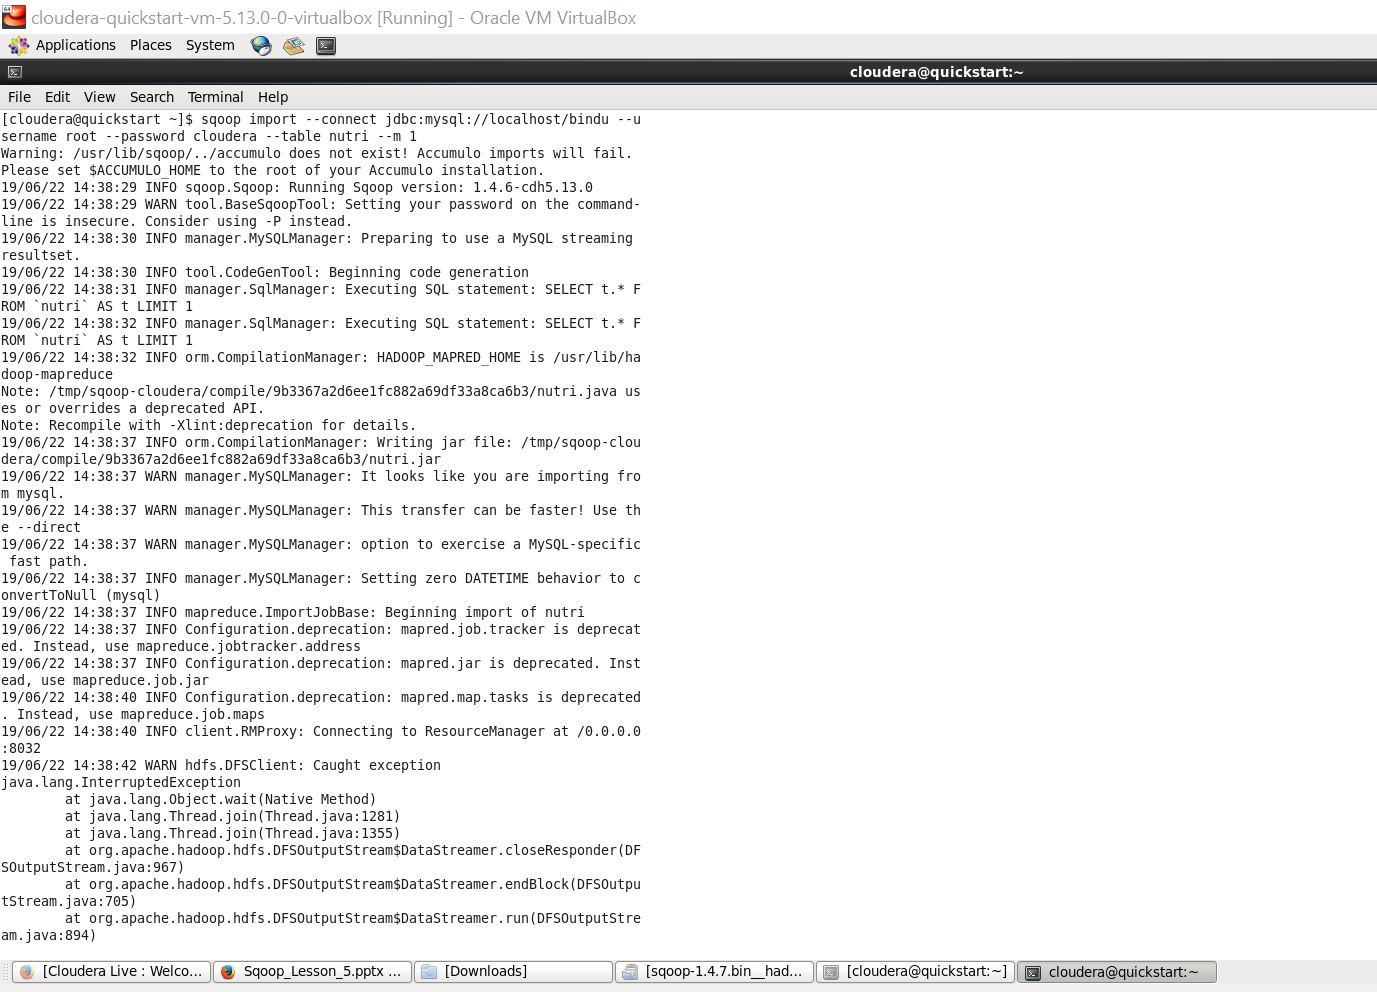 cloudera-quickstart-vm-5.13.0-0-virtualbox [Running] - Oracle VM VirtualBox
Applications Places System
cloudera@quickstart:~
File Edit View Search Terminal Help
[cloudera@quickstart ~]$ sqoop import --connect jdbc:mysql://localhost/bindu --u
sername root --password cloudera --table nutri --m 1
Warning: /usr/lib/sqoop/../accumulo does not exist! Accumulo imports will fail.
Please set $ACCUMULO_HOME to the root of your Accumulo installation.
19/06/22 14:38:29 INFO sqoop.Sqoop: Running Sqoop version: 1.4.6-cdh5.13.0
19/06/22 14:38:29 WARN tool.BaseSqoopTool: Setting your password on the command-
line is insecure. Consider using -P instead.
19/06/22 14:38:30 INFO manager.MySQLManager: Preparing to use a MySQL streaming
resultset.
19/06/22 14:38:30 INFO tool.CodeGenTool: Beginning code generation
19/06/22 14:38:31 INFO manager.SqlManager: Executing SQL statement: SELECT t.* F
ROM `nutri` AS t LIMIT 1
19/06/22 14:38:32 INFO manager.SqlManager: Executing SQL statement: SELECT t.* F
ROM `nutri` AS t LIMIT 1
19/06/22 14:38:32 INFO orm.CompilationManager: HADOOP_MAPRED_HOME is /usr/lib/ha
doop-mapreduce
Note: /tmp/sqoop-cloudera/compile/9b3367a2d6ee1fc882a69df33a8ca6b3/nutri.java us
es or overrides a deprecated API.
Note: Recompile with -Xlint:deprecation for details.
19/06/22 14:38:37 INFO orm.CompilationManager: Writing jar file: /tmp/sqoop-clou
dera/compile/9b3367a2d6ee1fc882a69df33a8ca6b3/nutri.jar
19/06/22 14:38:37 WARN manager.MySQLManager: It looks like you are importing fro
m mysql.
19/06/22 14:38:37 WARN manager.MySQLManager: This transfer can be faster! Use th
e --direct
19/06/22 14:38:37 WARN manager.MySQLManager: option to exercise a MySQL-specific
 fast path.
19/06/22 14:38:37 INFO manager.MySQLManager: Setting zero DATETIME behavior to c
onvertToNull (mysql)
19/06/22 14:38:37 INFO mapreduce.ImportJobBase: Beginning import of nutri
19/06/22 14:38:37 INFO Configuration.deprecation: mapred.job.tracker is deprecat
ed. Instead, use mapreduce.jobtracker.address
19/06/22 14:38:37 INFO Configuration.deprecation: mapred.jar is deprecated. Inst
ead, use mapreduce.job.jar
19/06/22 14:38:40 INFO Configuration.deprecation: mapred.map.tasks is deprecated
. Instead, use mapreduce.job.maps
19/06/22 14:38:40 INFO client.RMProxy: Connecting to ResourceManager at /0.0.0.0
:8032
19/06/22 14:38:42 WARN hdfs.DFSClient: Caught exception
java.lang.InterruptedException
at java.lang.Object.wait(Native Method)
at java.lang.Thread.join(Thread.java:1281)
at java.lang.Thread.join(Thread.java:1355)
at org.apache.hadoop.hdfs.DFSOutputStream$DataStreamer.closeResponder(DF
SOutputStream.java:967)
at org.apache.hadoop.hdfs.DFSOutputStream$DataStreamer.endBlock(DFSOutpu
tStream.java:705)
at org.apache.hadoop.hdfs.DFSOutputStream$DataStreamer.run(DFSOutputStre
am.java:894)
[Cloudera Live : Welco... Sqoop_Lesson_5.pptx ... [Downloads] [sqoop-1.4.7.bin__had... [cloudera@quickstart:~] cloudera@quickstart:~